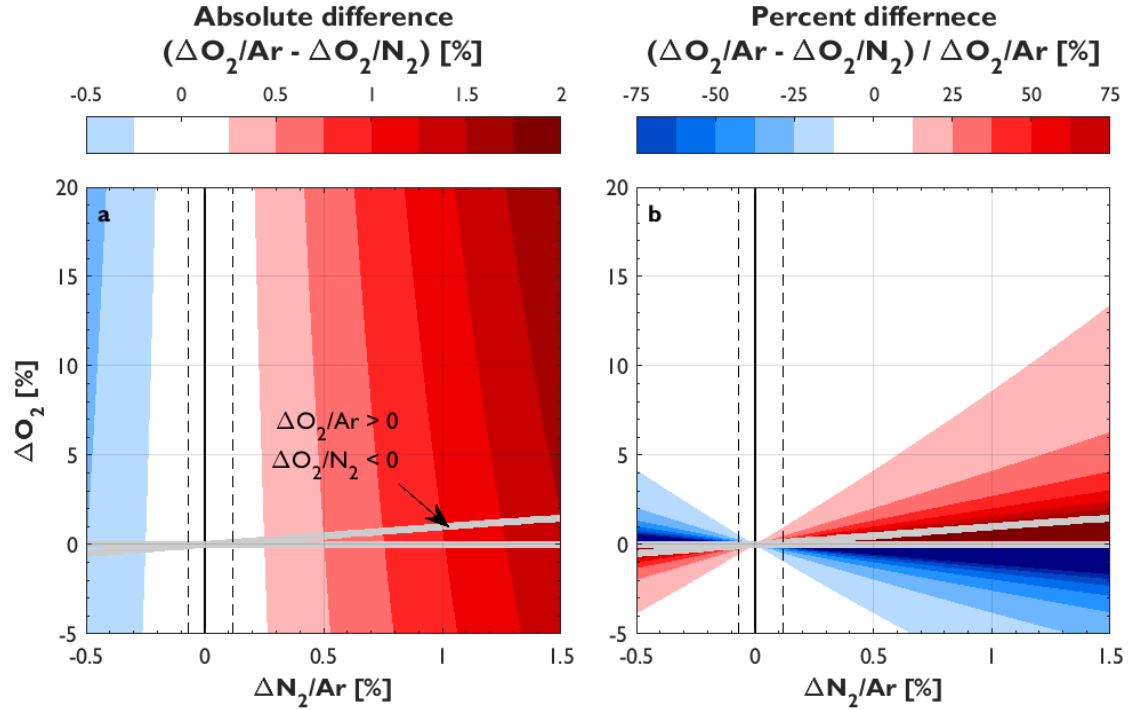 Absolute difference
(ΔO₂/Ar - ΔO₂/N₂) [%]
-0.5 0 0.5 1 1.5 2
20
15
10
5
0
-5
ΔO₂ [%]
a
ΔO₂/Ar > 0
ΔO₂/N₂ < 0
-0.5 0 0.5 1 1.5
ΔN₂/Ar [%]
Percent differnece
(ΔO₂/Ar - ΔO₂/N₂) / ΔO₂/Ar [%]
-75 -50 -25 0 25 50 75
20
15
10
5
0
-5
b
-0.5 0 0.5 1 1.5
ΔN₂/Ar [%]